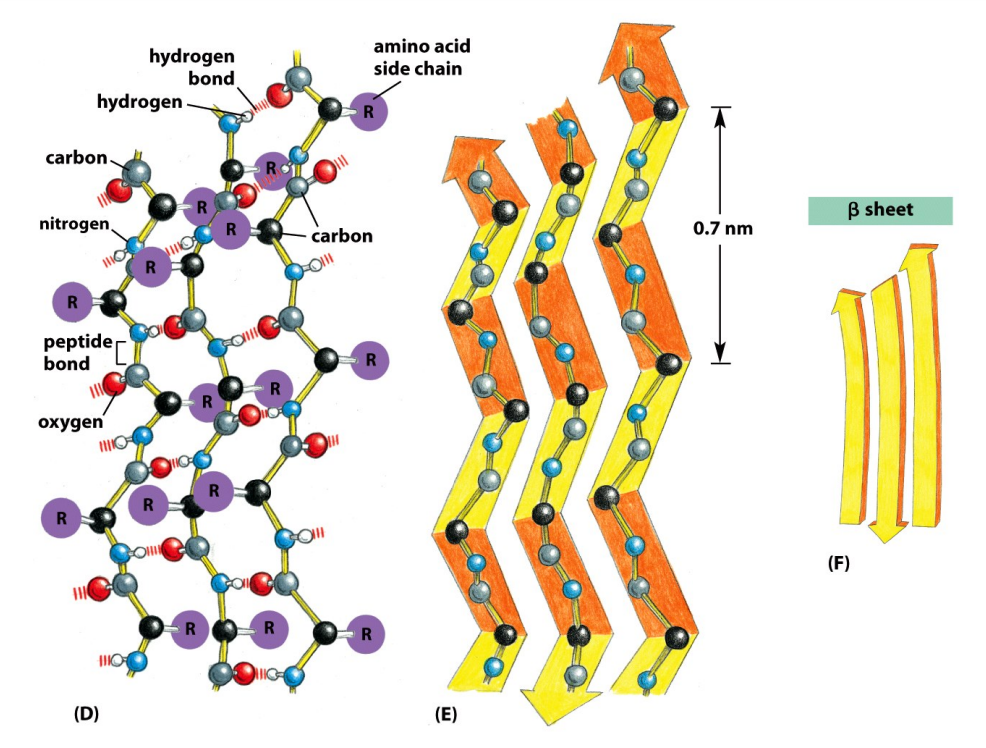 hydrogen
bond
amino acid
side chain
hydrogen
R
carbon
R
R
nitrogen
R
carbon
R
R
peptide
bond
R
R
R
oxygen
R
R
R
R
R
R
(D)
0.7 nm
(E)
β sheet
(F)